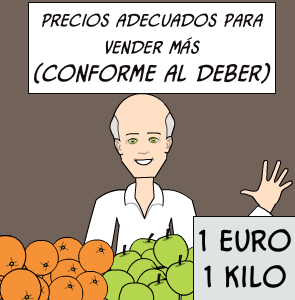 PRECIOS ADECUADOS PARA
VENDER MÁS
(CONFORME AL DEBER)
1 EURO
1 KILO